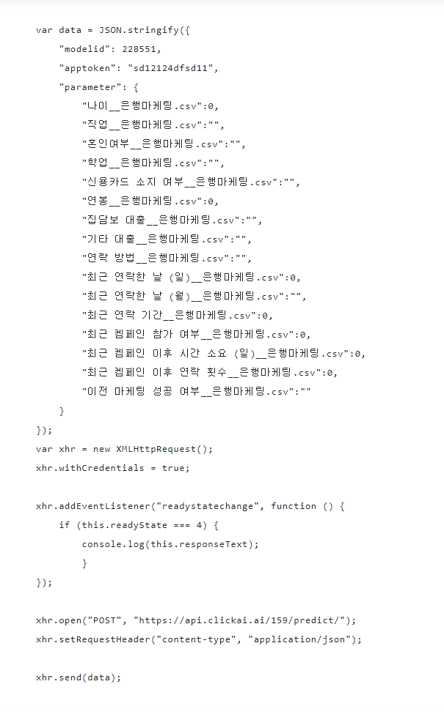 var data = JSON.stringify({
"modelid": 228551,
"apptoken": "sd12124dfsd11",
"parameter": {
"나이__은행마케팅.csv":0,
"직업__은행마케팅.csv":"",
"혼인여부__은행마케팅.csv":"",
"학업__은행마케팅.csv":"",
"신용카드 소지 여부__은행마케팅.csv":"",
"연봉__은행마케팅.csv":0,
"집담보 대출__은행마케팅.csv":"",
"기타 대출__은행마케팅.csv":"",
"연락 방법__은행마케팅.csv":"",
"최근 연락한 날 (일)__은행마케팅.csv":0,
"최근 연락한 날 (월)__은행마케팅.csv":"",
"최근 연락 기간__은행마케팅.csv":0,
"최근 켐페인 참가 여부__은행마케팅.csv":0,
"최근 켐페인 이후 시간 소요 (일)__은행마케팅.csv":0,
"최근 켐페인 이후 연락 횟수__은행마케팅.csv":0,
"이전 마케팅 성공 여부__은행마케팅.csv":""
}
});
var xhr = new XMLHttpRequest();
xhr.withCredentials = true;
xhr.addEventListener("readystatechange", function () {
if (this.readyState === 4) {
console.log(this.responseText);
}
});
xhr.open("POST", "https://api.clickai.ai/159/predict/");
xhr.setRequestHeader("content-type", "application/json");
xhr.send(data);